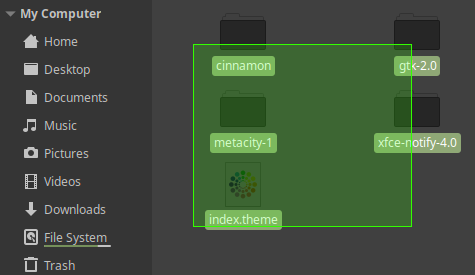 My Computer
Home
Desktop
Documents
Music
Pictures
Videos
Downloads
File System
Trash
cinnamon
gtk-2.0
metacity-1
xfce-notify-4.0
index.theme